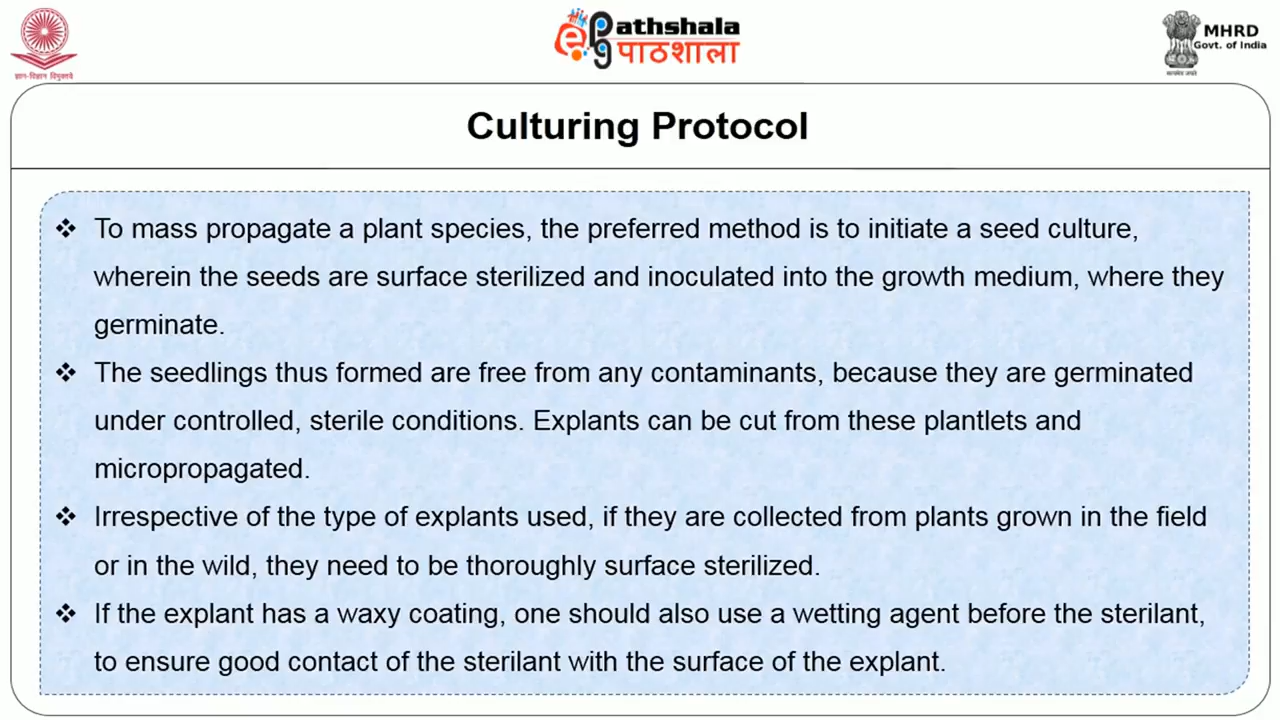 ज्ञान-विज्ञान विमुक्तये
ePathshala
पाठशाला
MHRD
Govt. of India
सत्यमेव जयते
Culturing Protocol
❖ To mass propagate a plant species, the preferred method is to initiate a seed culture,
wherein the seeds are surface sterilized and inoculated into the growth medium, where they
germinate.
❖ The seedlings thus formed are free from any contaminants, because they are germinated
under controlled, sterile conditions. Explants can be cut from these plantlets and
micropropagated.
❖ Irrespective of the type of explants used, if they are collected from plants grown in the field
or in the wild, they need to be thoroughly surface sterilized.
❖ If the explant has a waxy coating, one should also use a wetting agent before the sterilant,
to ensure good contact of the sterilant with the surface of the explant.